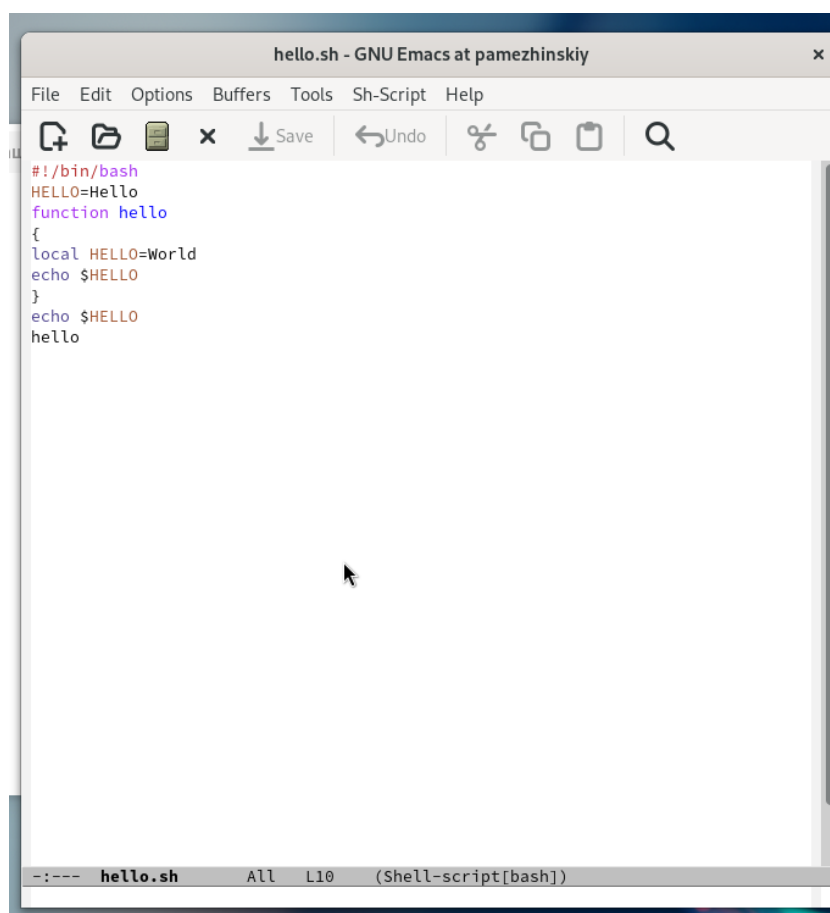 hello.sh - GNU Emacs at pamezhinskiy
File Edit Options Buffers Tools Sh-Script Help
Save Undo
#!/bin/bash
HELLO=Hello
function hello
{
local HELLO=World
echo $HELLO
}
echo $HELLO
hello
-:--- hello.sh All L10 (Shell-script[bash])